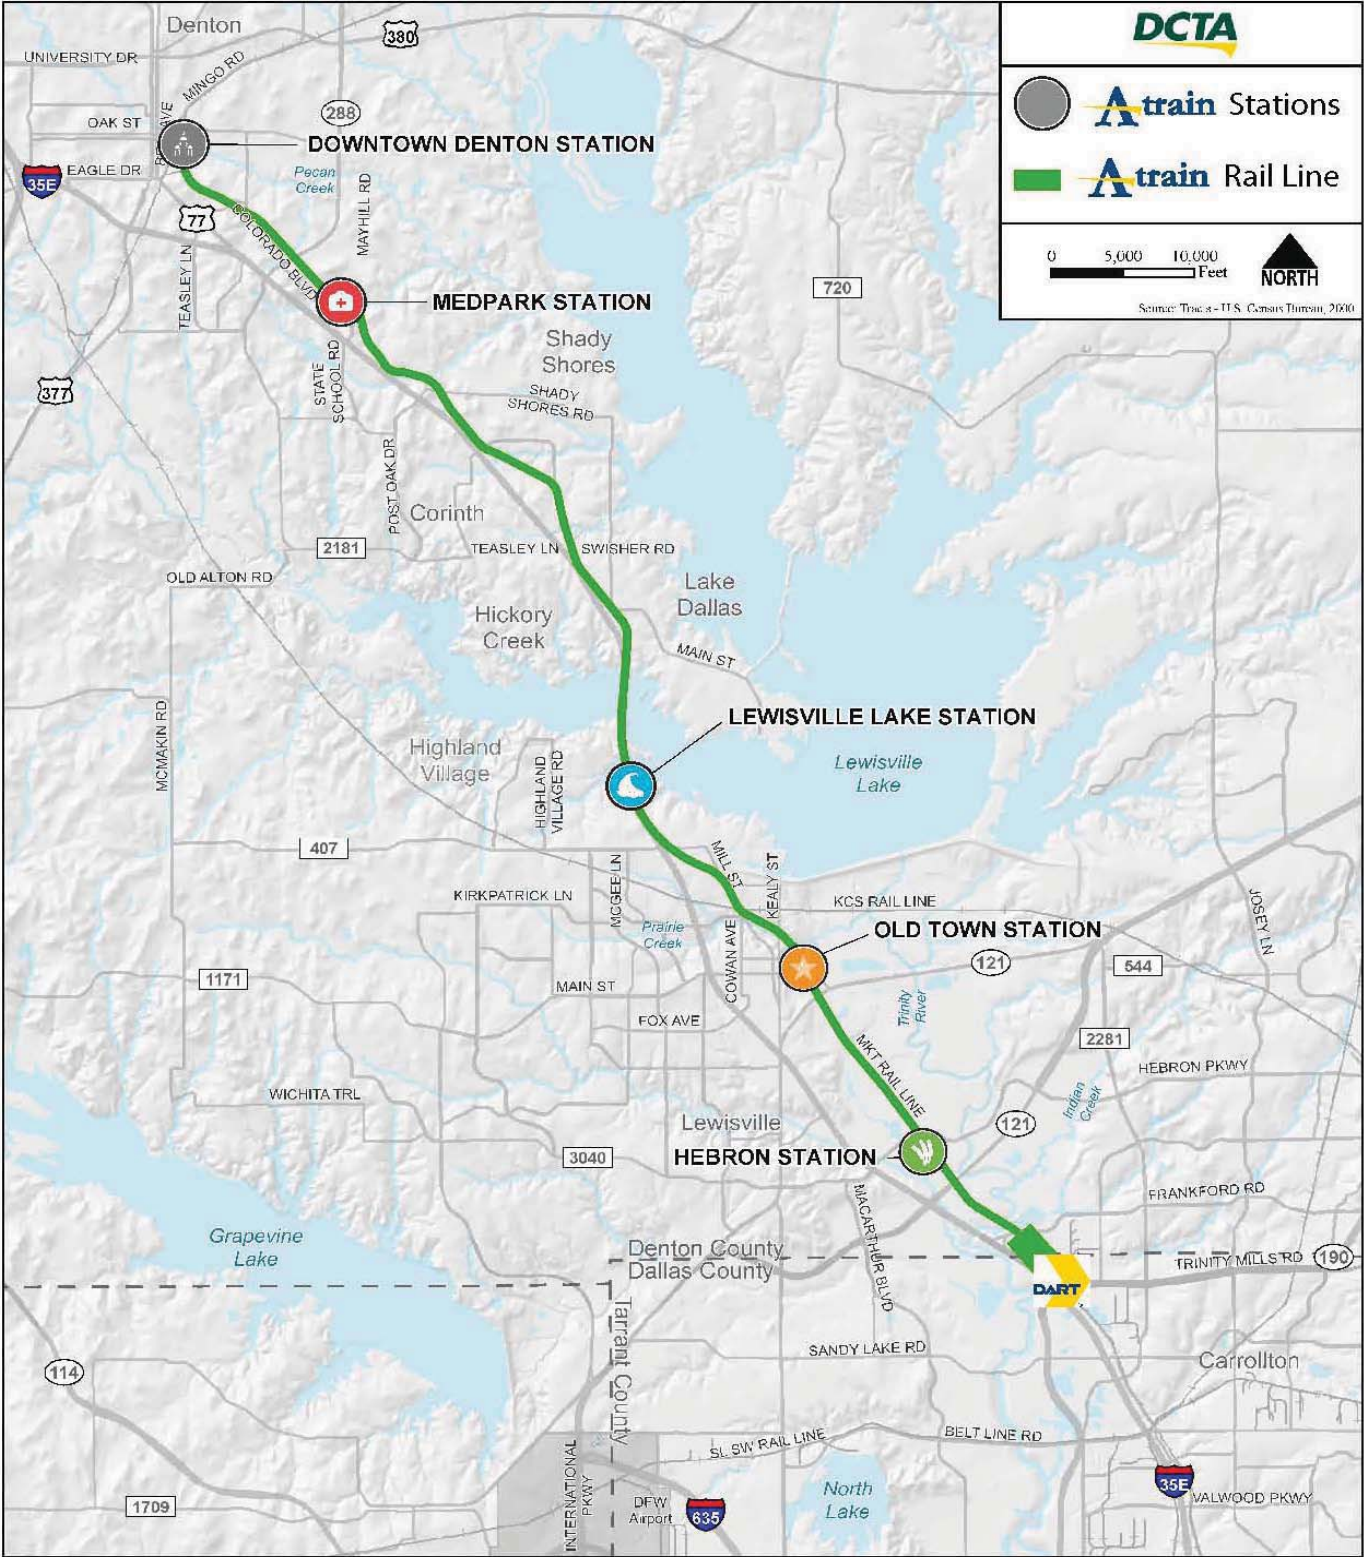 Denton
380
UNIVERSITY DR
MINGO RD
OAK ST
288
DOWNTOWN DENTON STATION
EAGLE DR
35E
Pecan
Creek
77
MAYHILL RD
COLORADO BLVD
TEASLEY LN
MEDPARK STATION
720
Shady
Shores
STATE
SCHOOL RD
377
SHADY
SHORES RD
POST OAK DR
Corinth
2181
TEASLEY LN
SWISHER RD
OLD ALTON RD
Lake
Dallas
Hickory
Creek
MAIN ST
MCMAKIN RD
LEWISVILLE LAKE STATION
Highland
Village
HIGHLAND
VILLAGE RD
Lewisville
Lake
407
MILL ST
MCGEE LN
KEALY ST
KIRKPATRICK LN
KCS RAIL LINE
JOSEY LN
Prairie
Creek
COWAN AVE
OLD TOWN STATION
121
544
1171
MAIN ST
FOX AVE
Trinity
River
MKT RAIL LINE
2281
HEBRON PKWY
WICHITA TRL
Indian
Creek
121
Lewisville
3040
HEBRON STATION
MACARTHUR BLVD
FRANKFORD RD
Grapevine
Lake
Denton County
Dallas County
TRINITY MILLS RD
190
DART
Tarrant County
SANDY LAKE RD
Carrollton
114
BELT LINE RD
SL SW RAIL LINE
INTERNATIONAL
PKWY
North
Lake
35E
VALWOOD PKWY
1709
DFW
Airport
635
DCTA
A train Stations
A train Rail Line
0 5,000 10,000
Feet
NORTH
U.S. Census Bureau, 2000